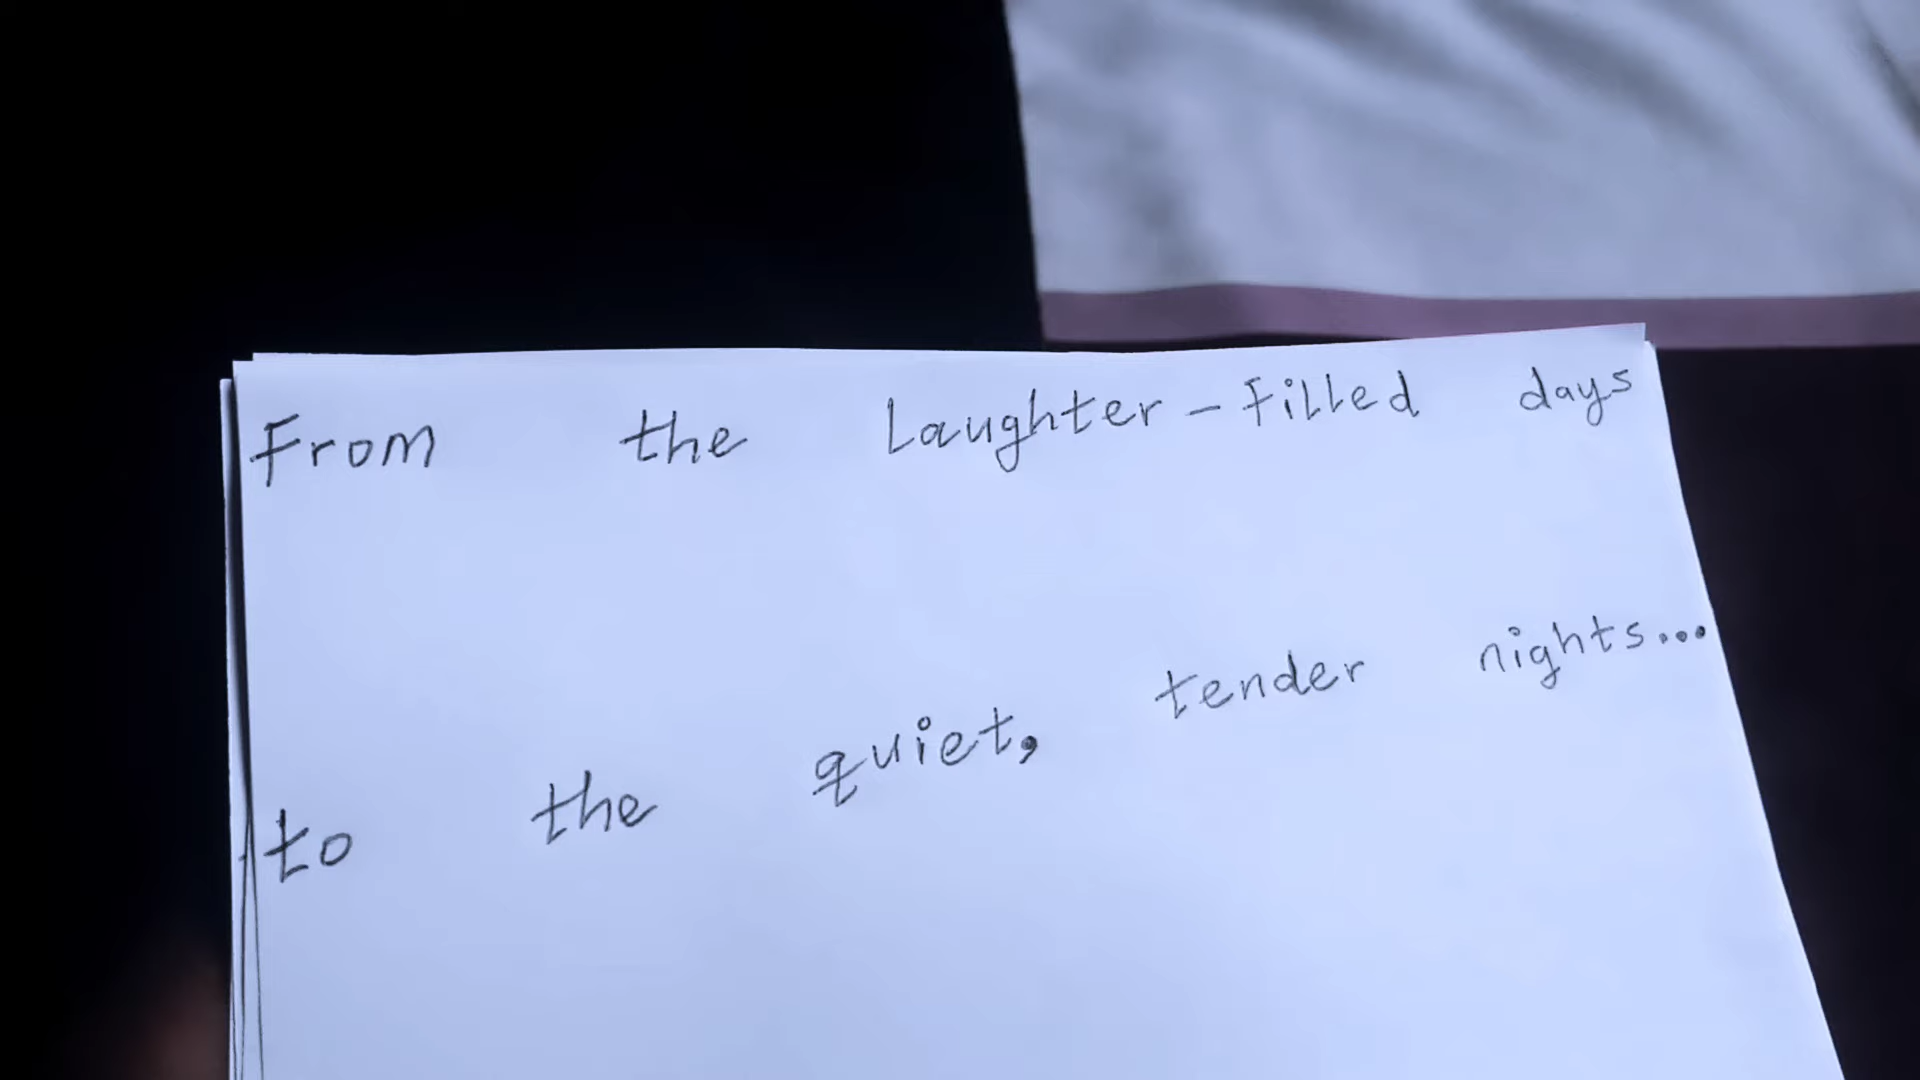 From the Laughter-Filled days
to the quiet, tender nights...